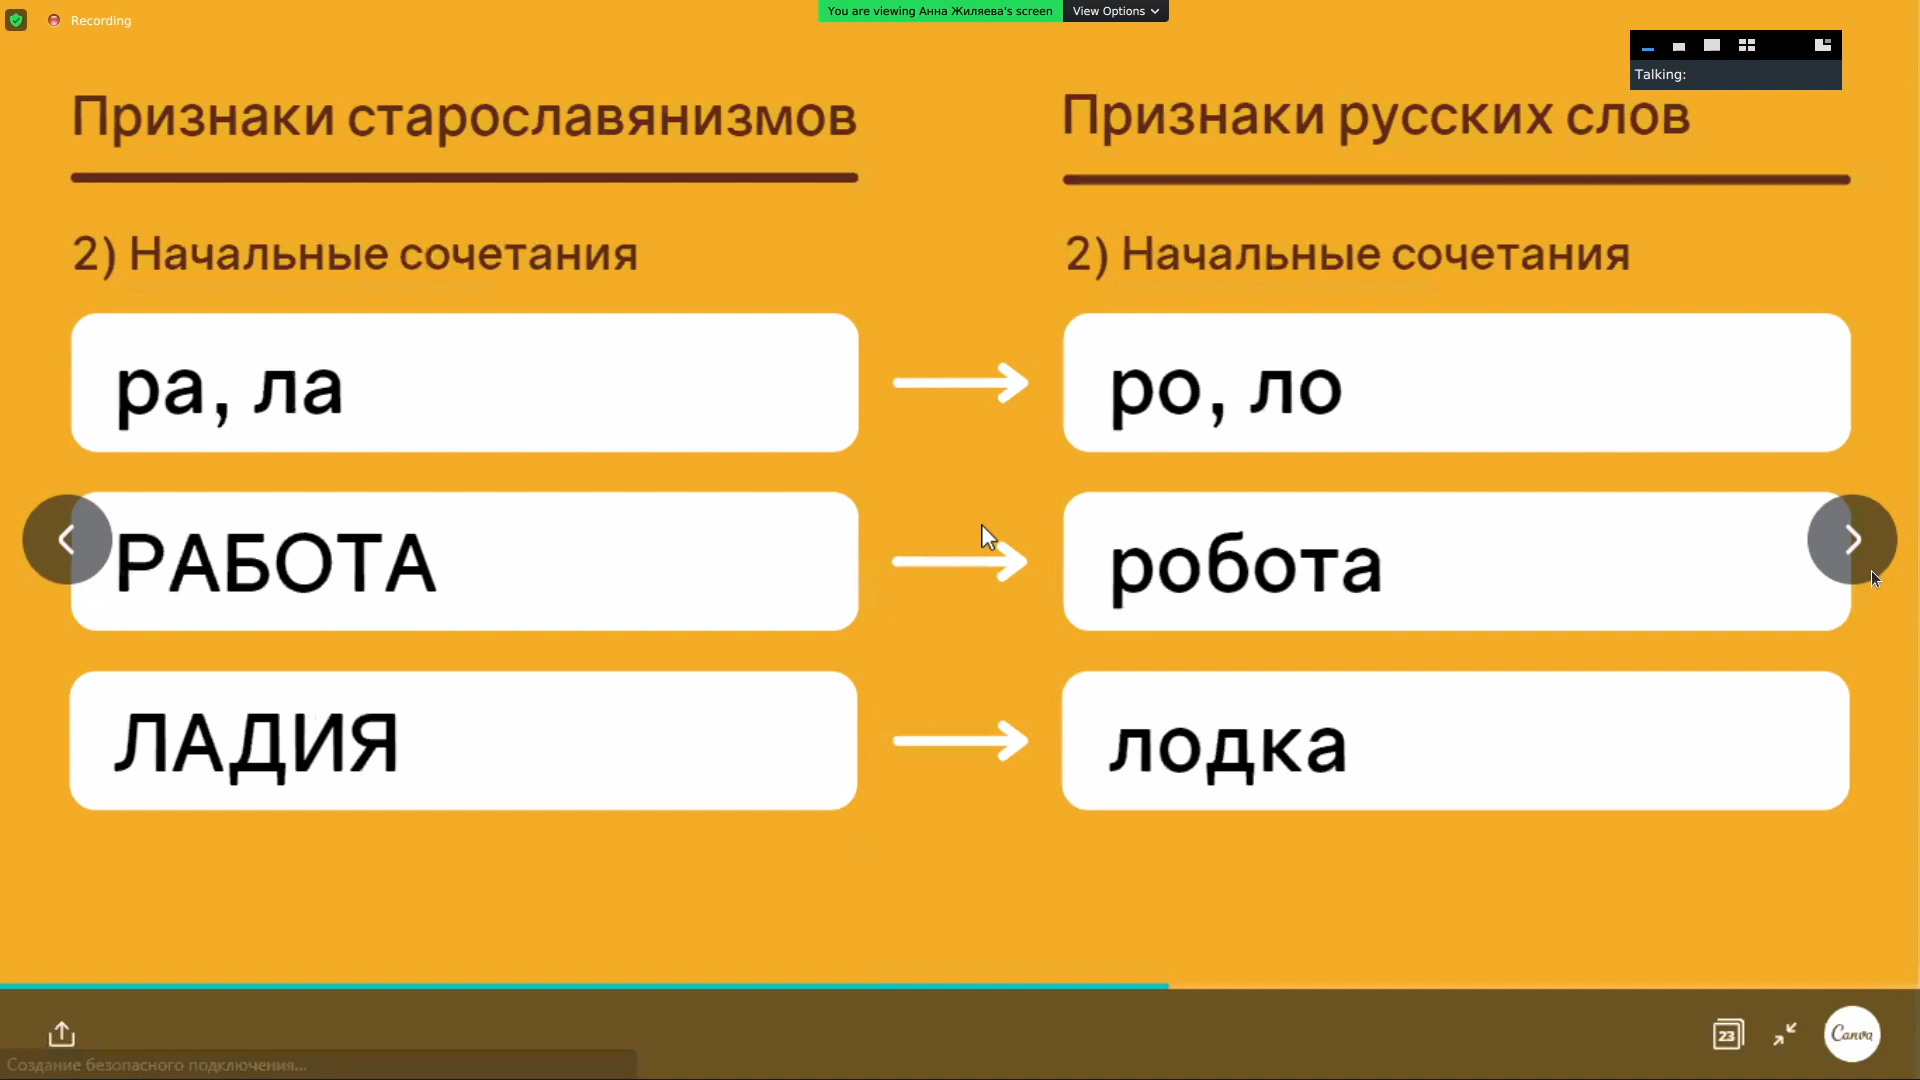 Recording
You are viewing Анна Жиляева's screen
View Options
Talking:
Признаки старославянизмов
2) Начальные сочетания
ра, ла
РАБОТА
ЛАДИЯ
Признаки русских слов
2) Начальные сочетания
ро, ло
робота
лодка
23
Canva
Создание безопасного подключения...